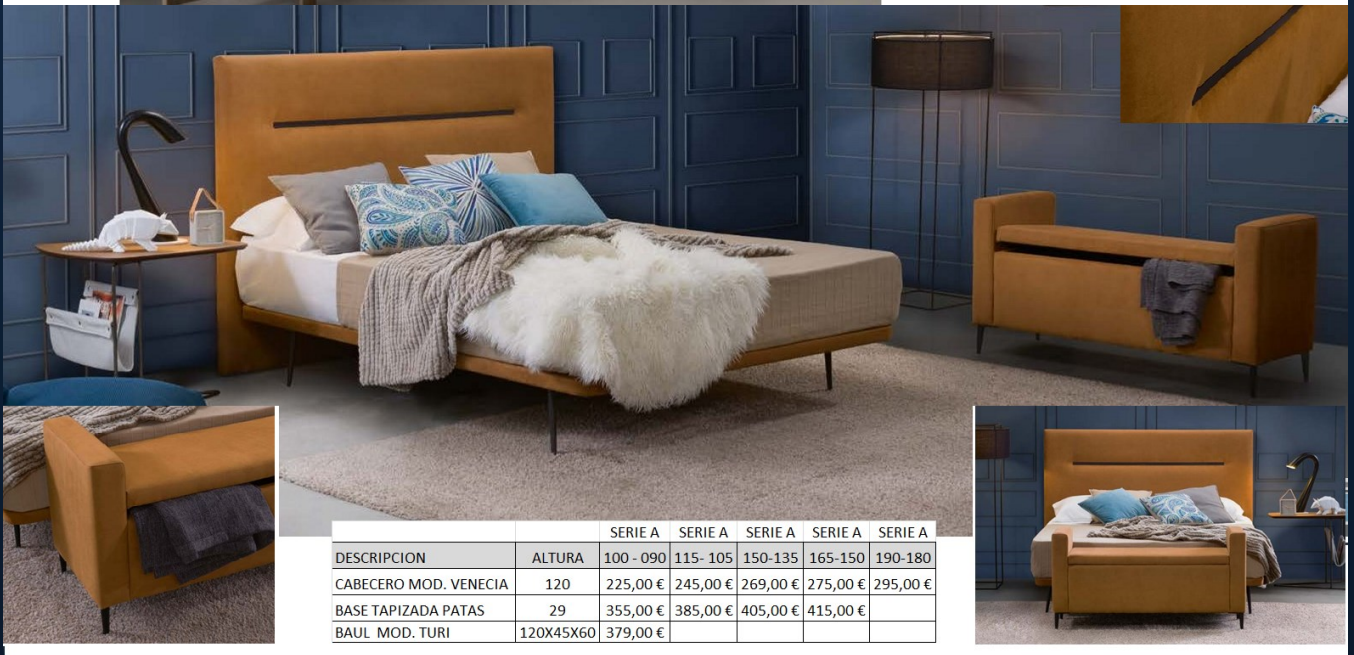 SERIE A SERIE A SERIE A SERIE A SERIE A
DESCRIPCION ALTURA 100 - 090 115- 105 150-135 165-150 190-180
CABECERO MOD. VENECIA 120 225,00 € 245,00 € 269,00 € 275,00 € 295,00 €
BASE TAPIZADA PATAS 29 355,00 € 385,00 € 405,00 € 415,00 €
BAUL MOD. TURI 120X45X60 379,00 €